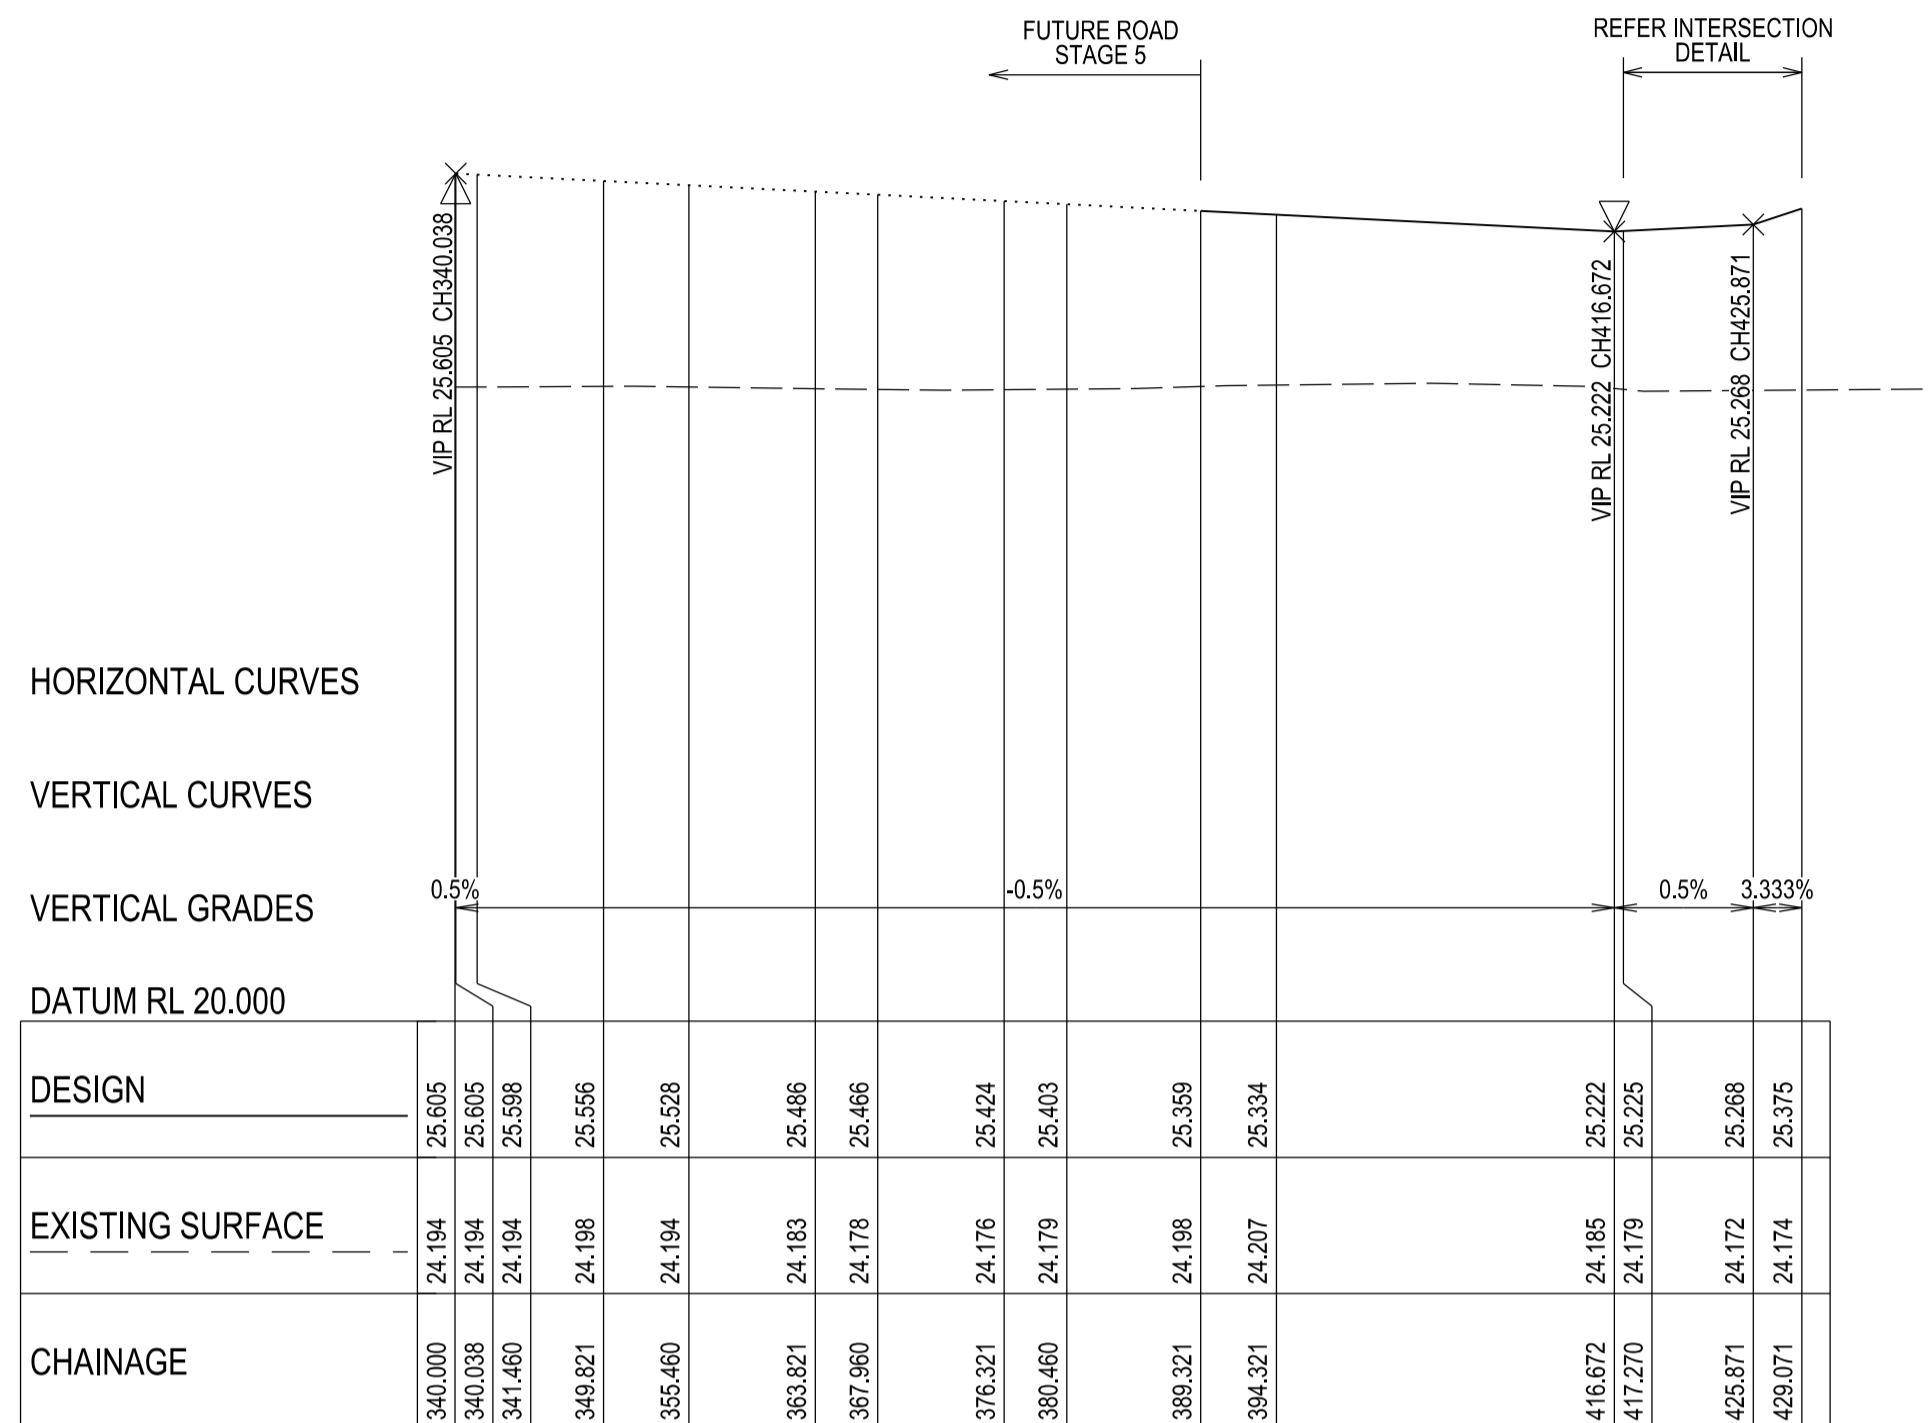 FUTURE ROAD
STAGE 5
REFER INTERSECTION
DETAIL
VIP RL 25.605 CH340.038
VIP RL 25.222 CH416.672
VIP RL 25.268 CH425.871
HORIZONTAL CURVES
VERTICAL CURVES
VERTICAL GRADES 0.5% -0.5% 0.5% 3.333%
DATUM RL 20.000
DESIGN 25.605 25.605 25.598 25.556 25.528 25.486 25.466 25.424 25.403 25.359 25.334 25.222 25.225 25.268 25.375
EXISTING SURFACE 24.194 24.194 24.194 24.198 24.194 24.183 24.178 24.176 24.179 24.198 24.207 24.185 24.179 24.172 24.174
CHAINAGE 340.000 340.038 341.460 349.821 355.460 363.821 367.960 376.321 380.460 389.321 394.321 416.672 417.270 425.871 429.071